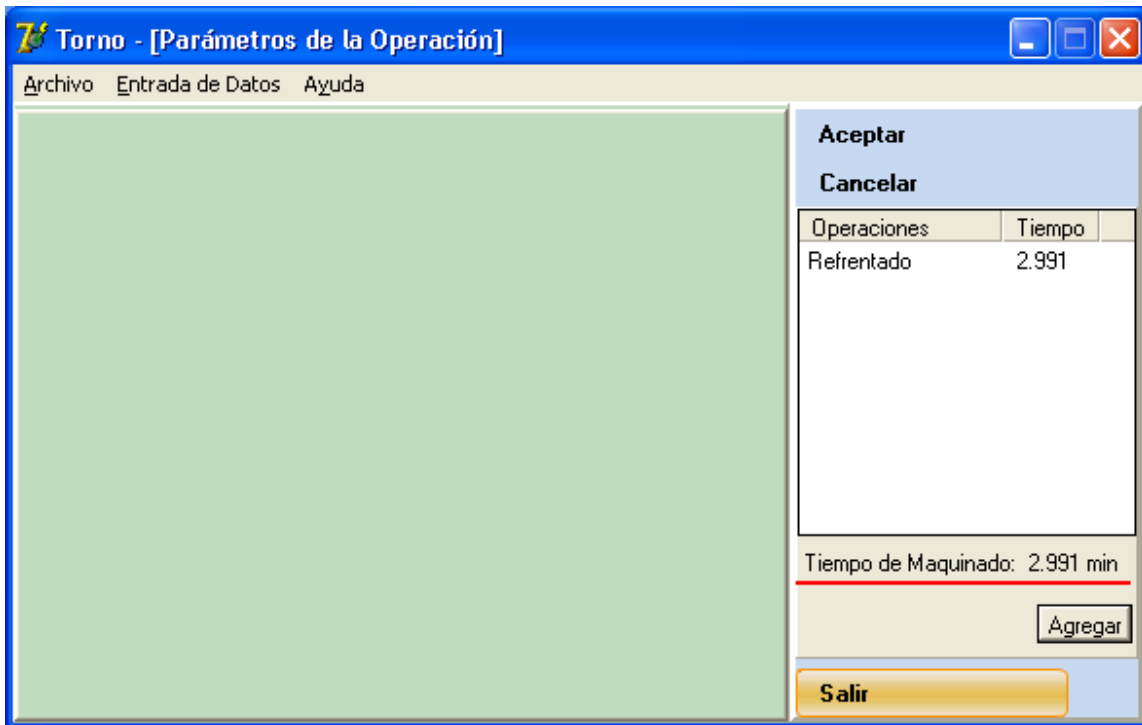 Torno - [Parámetros de la Operación]
Archivo Entrada de Datos Ayuda
Aceptar
Cancelar
Operaciones Tiempo
Refrentado 2.991
Tiempo de Maquinado: 2.991 min
Agregar
Salir